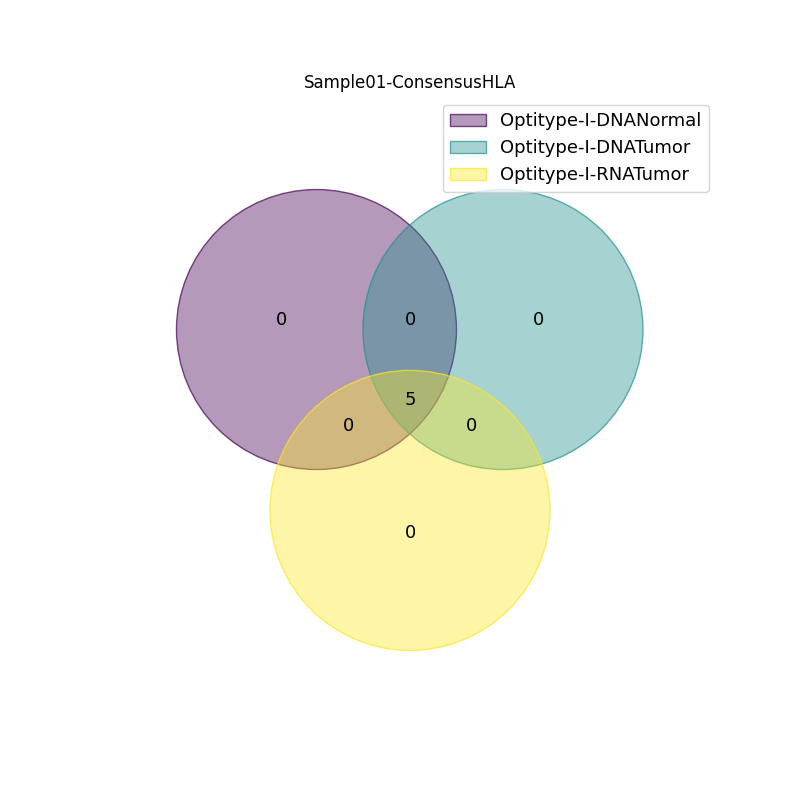 Sample01-ConsensusHLA
Optitype-I-DNANormal
Optitype-I-DNATumor
Optitype-I-RNATumor
0 0 0
5
0 0
0